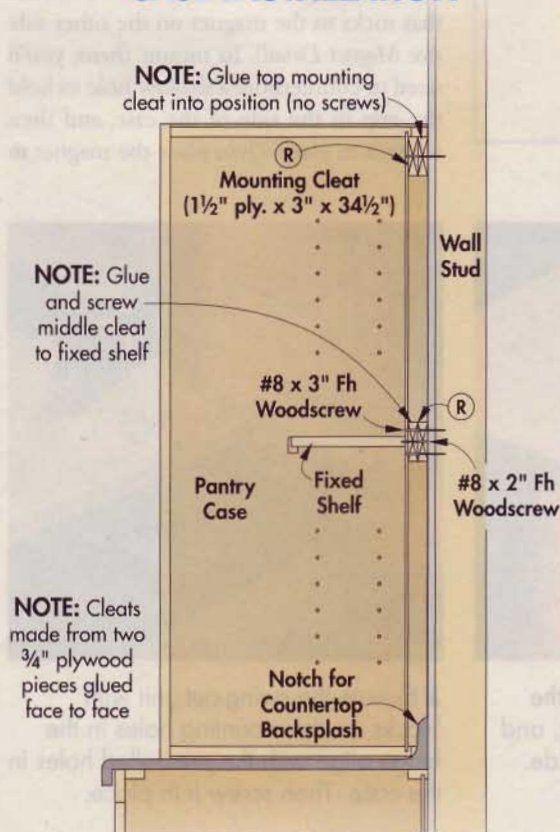 NOTE: Glue top mounting
cleat into position (no screws)
R
Mounting Cleat
(1½" ply. x 3" x 34½")
Wall
Stud
NOTE: Glue
and screw
middle cleat
to fixed shelf
#8 x 3" Fh
Woodscrew
R
Fixed
Shelf
#8 x 2" Fh
Woodscrew
Pantry
Case
NOTE: Cleats
made from two
¾" plywood
pieces glued
face to face
Notch for
Countertop
Backsplash